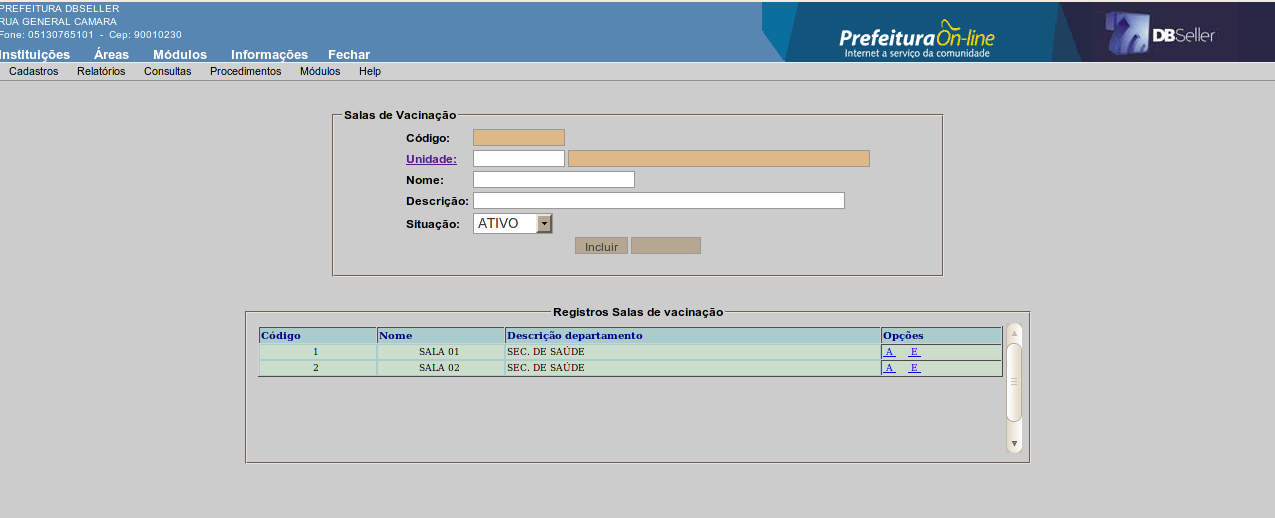 PREFEITURA DBSELLER
RUA GENERAL CAMARA
Fone: 05130765101 - Cep: 90010230
Instituições Áreas Módulos Informações Fechar
Prefeitura On-line
Internet a serviço da comunidade
DBSeller
Cadastros Relatórios Consultas Procedimentos Módulos Help
Salas de Vacinação
Código:
Unidade:
Nome:
Descrição:
Situação: ATIVO
Incluir
Registros Salas de vacinação
Código Nome Descrição departamento Opções
1 SALA 01 SEC. DE SAÚDE A E
2 SALA 02 SEC. DE SAÚDE A E